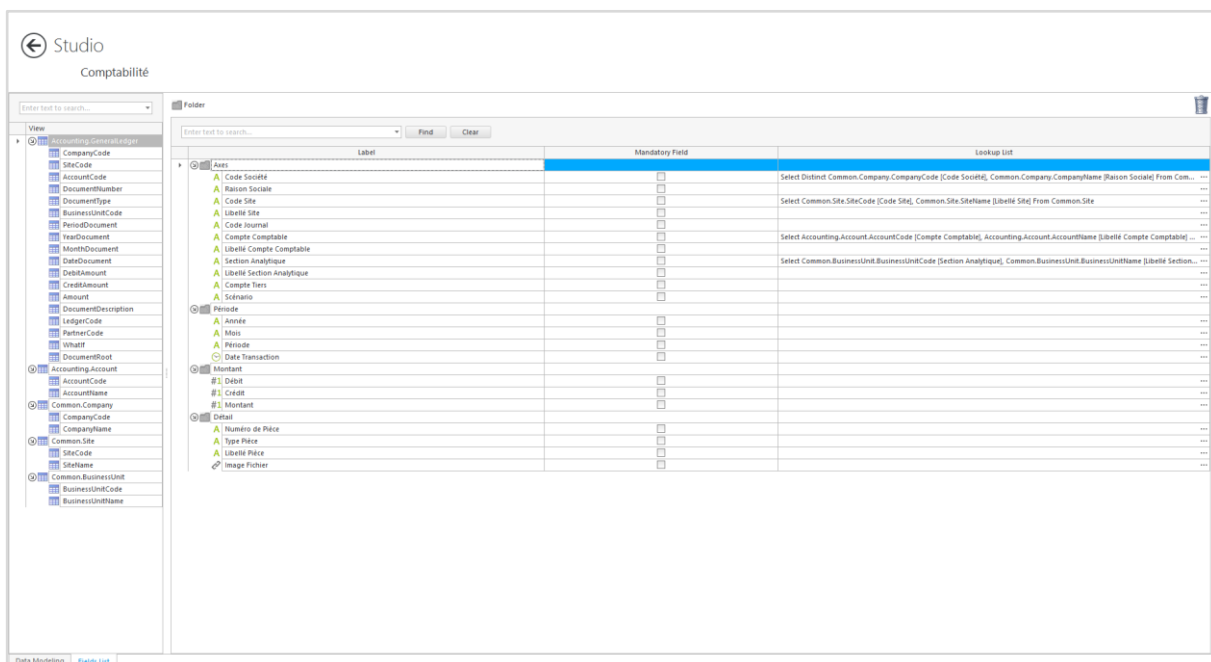 Studio
Comptabilité
Enter text to search...
View
Accounting.GeneralLedger
CompanyCode
SiteCode
AccountCode
DocumentNumber
DocumentType
BusinessUnitCode
PeriodDocument
YearDocument
MonthDocument
DateDocument
DebitAmount
CreditAmount
Amount
DocumentDescription
LedgerCode
PartnerCode
WhatIf
DocumentRoot
Accounting.Account
AccountCode
AccountName
Common.Company
CompanyCode
CompanyName
Common.Site
SiteCode
SiteName
Common.BusinessUnit
BusinessUnitCode
BusinessUnitName
Folder
Enter text to search... Find Clear
Label Mandatory Field Lookup List
Axes
A Code Société Select Distinct Common.Company.CompanyCode [Code Société], Common.Company.CompanyName [Raison Sociale] From Com... ...
A Raison Sociale ...
A Code Site Select Common.Site.SiteCode [Code Site], Common.Site.SiteName [Libellé Site] From Common.Site ...
A Libellé Site ...
A Code Journal ...
A Compte Comptable Select Accounting.Account.AccountCode [Compte Comptable], Accounting.Account.AccountName [Libellé Compte Comptable] ... ...
A Libellé Compte Comptable ...
A Section Analytique Select Common.BusinessUnit.BusinessUnitCode [Section Analytique], Common.BusinessUnit.BusinessUnitName [Libellé Section... ...
A Libellé Section Analytique ...
A Compte Tiers ...
A Scénario ...
Période
A Année ...
A Mois ...
A Période ...
Date Transaction ...
Montant
#1 Débit ...
#1 Crédit ...
#1 Montant ...
Détail
A Numéro de Pièce ...
A Type Pièce ...
A Libellé Pièce ...
Image Fichier ...
Data Modeling Fields List